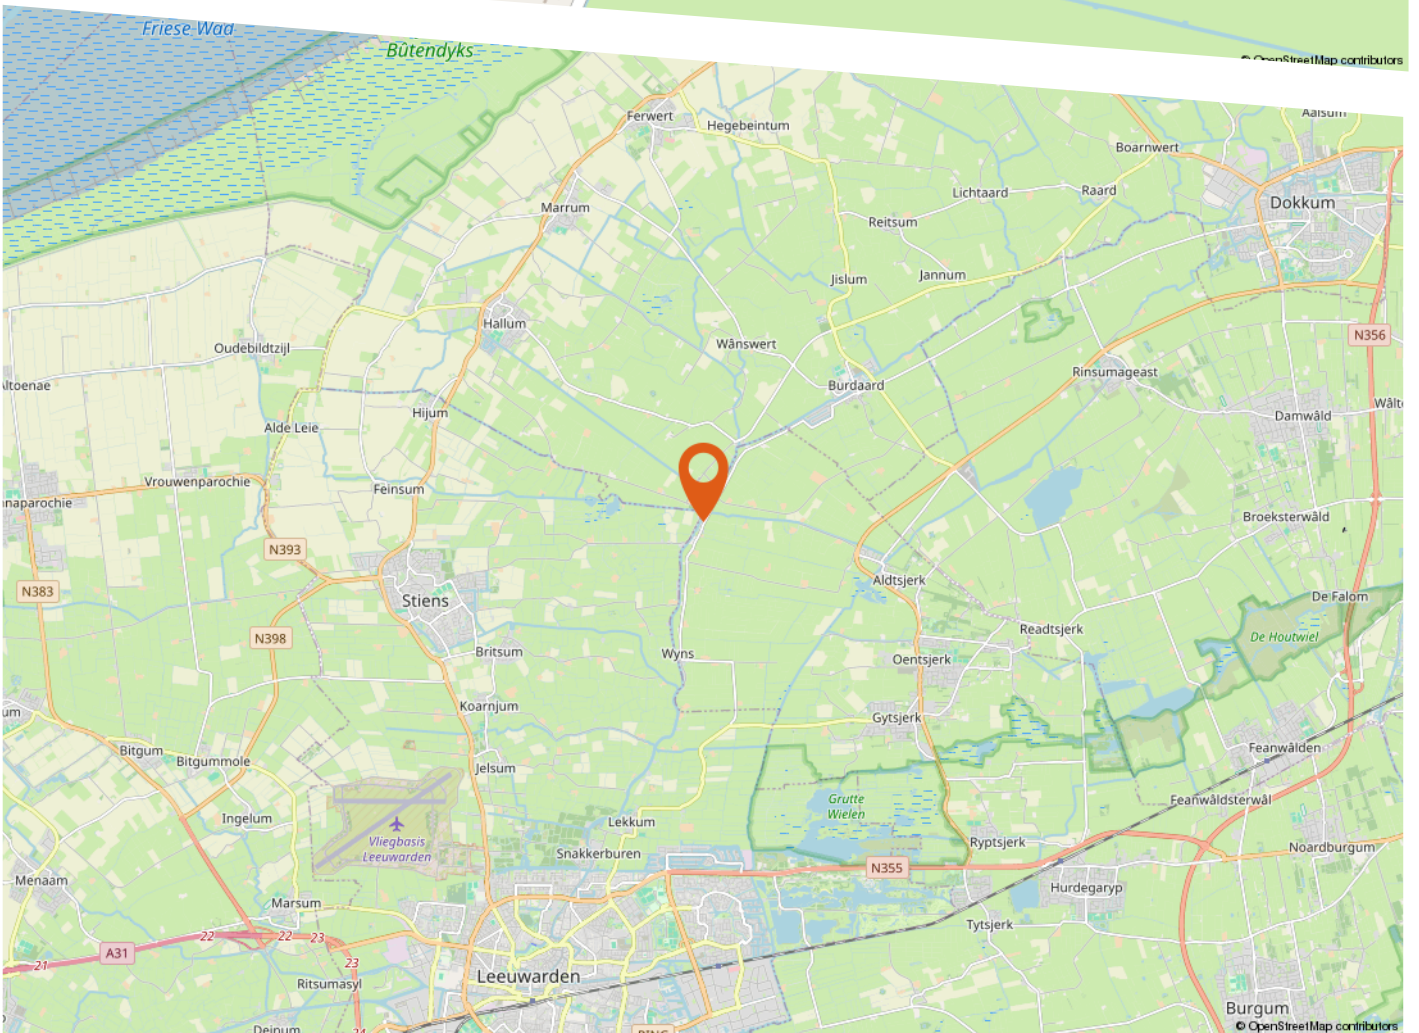 Friese Wad
Bûtendyks
© OpenStreetMap contributors
Ferwert
Hegebeintum
Aalsum
Boarnwert
Lichtaard
Raard
Dokkum
Marrum
Reitsum
Jislum
Jannum
Hallum
Oudebildtzijl
Wânswert
N356
Rinsumageast
Altoenae
Burdaard
Hijum
Damwâld
Wâlt
Alde Leie
Vrouwenparochie
Feinsum
naparochie
Broeksterwâld
N393
Aldtsjerk
N383
Stiens
De Falom
N398
Readtsjerk
De Houtwiel
Britsum
Wyns
Oentsjerk
um
Koarnjum
Gytsjerk
Bitgum
Bitgummole
Feanwâlden
Jelsum
Feanwâldsterwâl
Grutte
Wielen
Ingelum
Lekkum
Vliegbasis
Leeuwarden
Snakkerburen
Ryptsjerk
Noardburgum
N355
Menaam
Hurdegaryp
Marsum
Tytsjerk
22
22
23
A31
21
23
Leeuwarden
Ritsumasyl
Burgum
Deinum
24
RING
© OpenStreetMap contributors